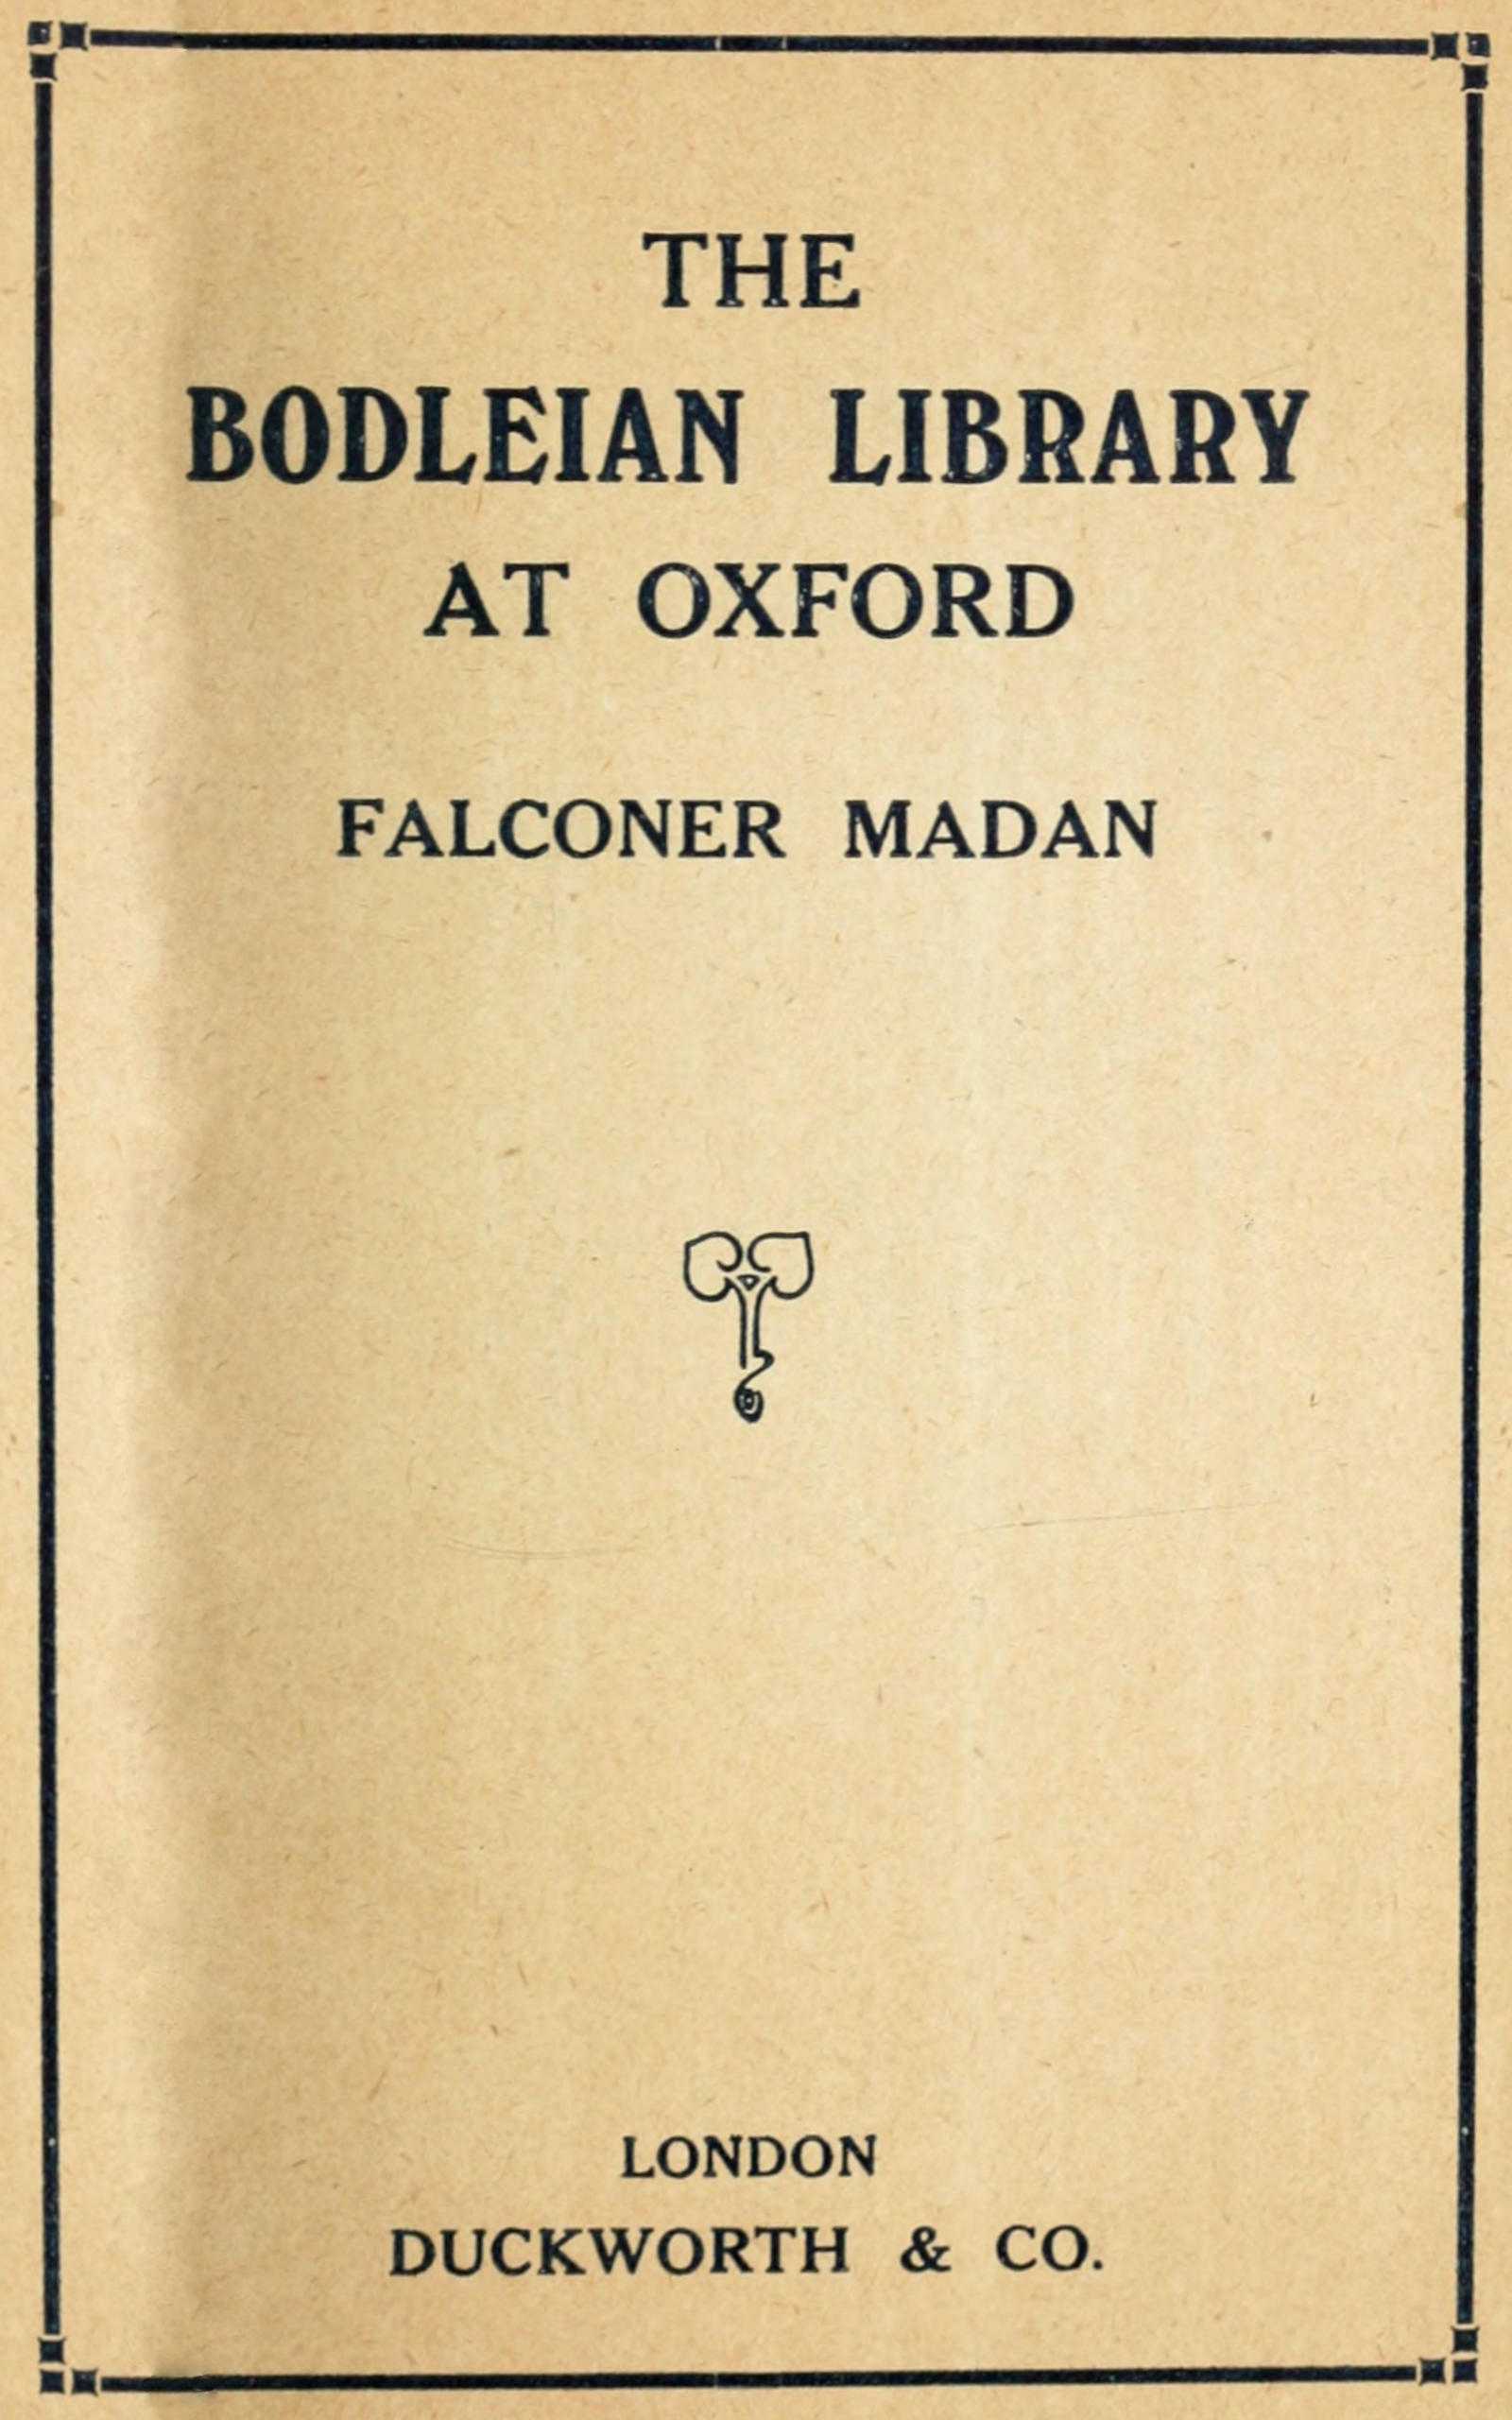 THE
BODLEIAN LIBRARY
AT OXFORD
FALCONER MADAN
LONDON
DUCKWORTH & CO.